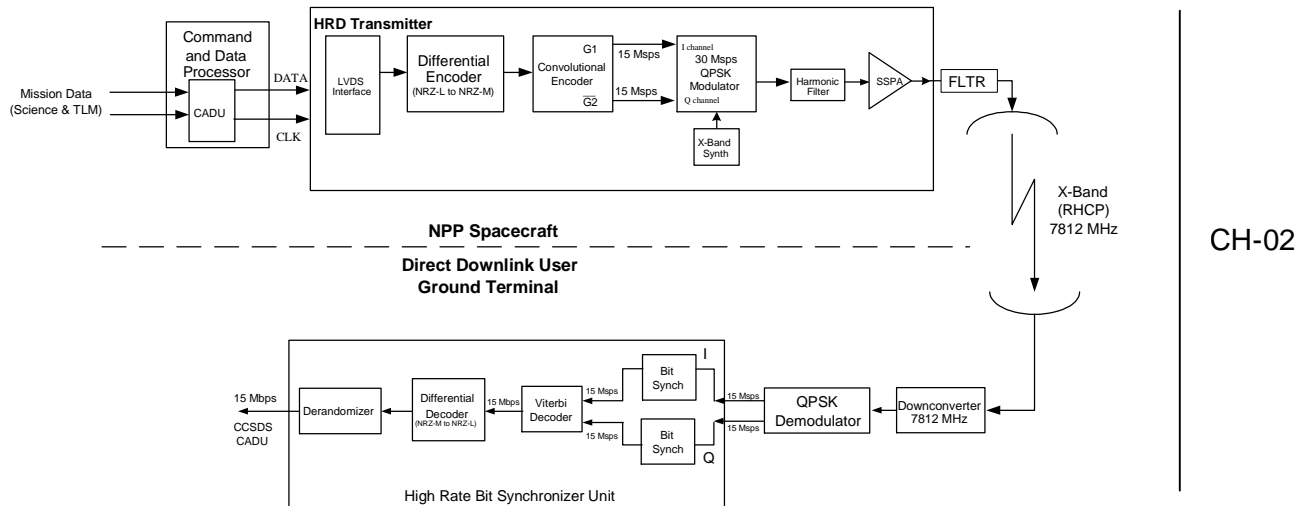 HRD Transmitter
Command
and Data
Processor
CADU
Mission Data
(Science & TLM)
DATA
CLK
LVDS
Interface
Differential
Encoder
(NRZ-L to NRZ-M)
G1
Convolutional
Encoder
G2
15 Msps
15 Msps
I channel
30 Msps
QPSK
Modulator
Q channel
X-Band
Synth
Harmonic
Filter
SSPA
FLTR
X-Band
(RHCP)
7812 MHz
CH-02
NPP Spacecraft
Direct Downlink User
Ground Terminal
15 Mbps
CCSDS
CADU
Derandomizer
Differential
Decoder
(NRZ-M to NRZ-L)
15 Mbps
Viterbi
Decoder
15 Msps
15 Msps
Bit
Synch
I
Bit
Synch
Q
15 Msps
15 Msps
QPSK
Demodulator
Downconverter
7812 MHz
High Rate Bit Synchronizer Unit